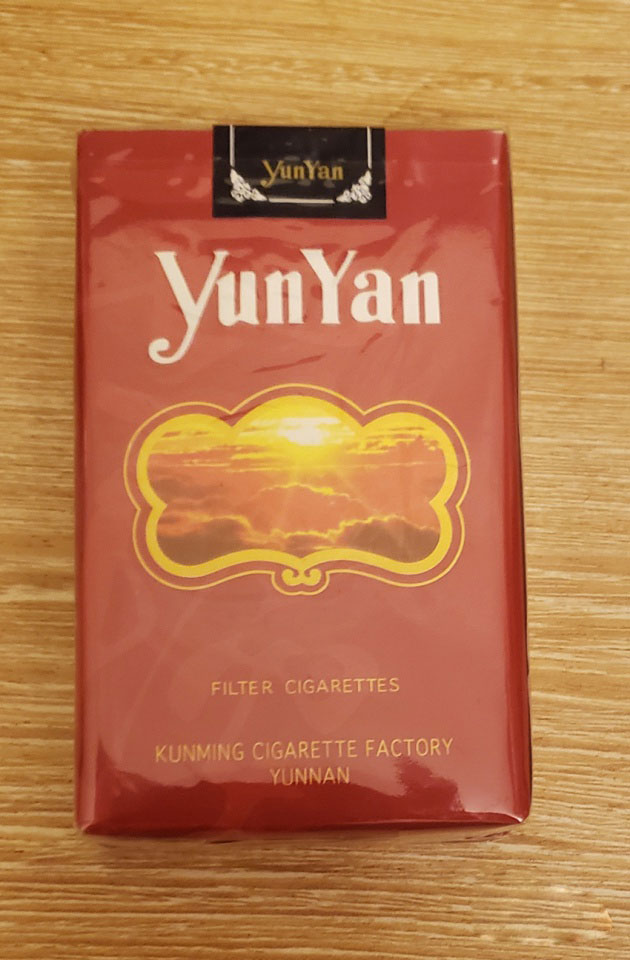 YunYan
YunYan
FILTER CIGARETTES
KUNMING CIGARETTE FACTORY
YUNNAN